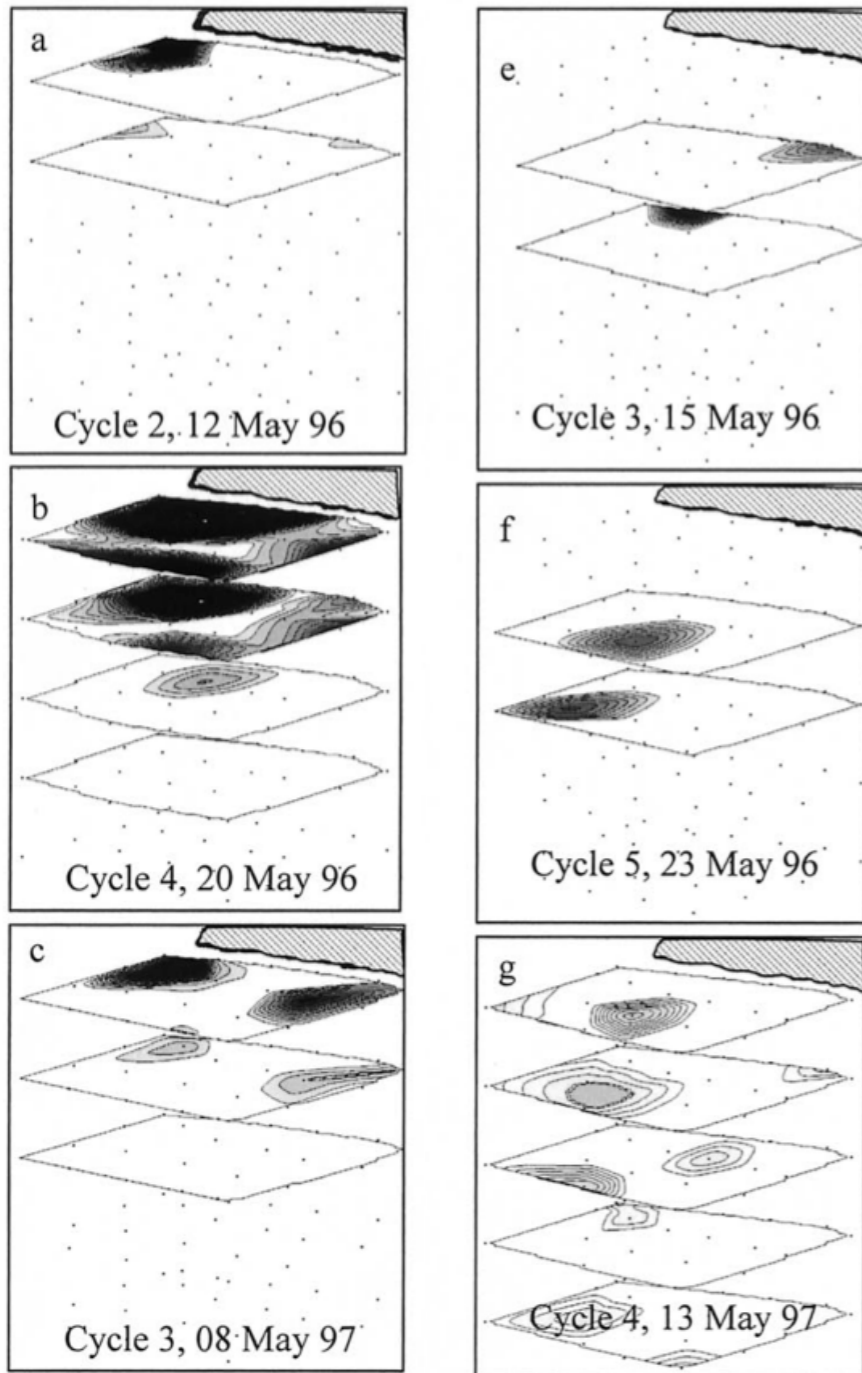 a
Cycle 2, 12 May 96
b
Cycle 4, 20 May 96
c
Cycle 3, 08 May 97
e
Cycle 3, 15 May 96
f
Cycle 5, 23 May 96
g
Cycle 4, 13 May 97